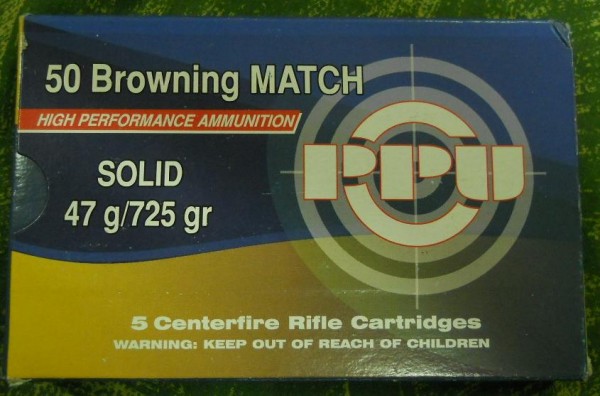 50 Browning MATCH
HIGH PERFORMANCE AMMUNITION
SOLID
47 g/725 gr
PPU
5 Centerfire Rifle Cartridges
WARNING: KEEP OUT OF REACH OF CHILDREN